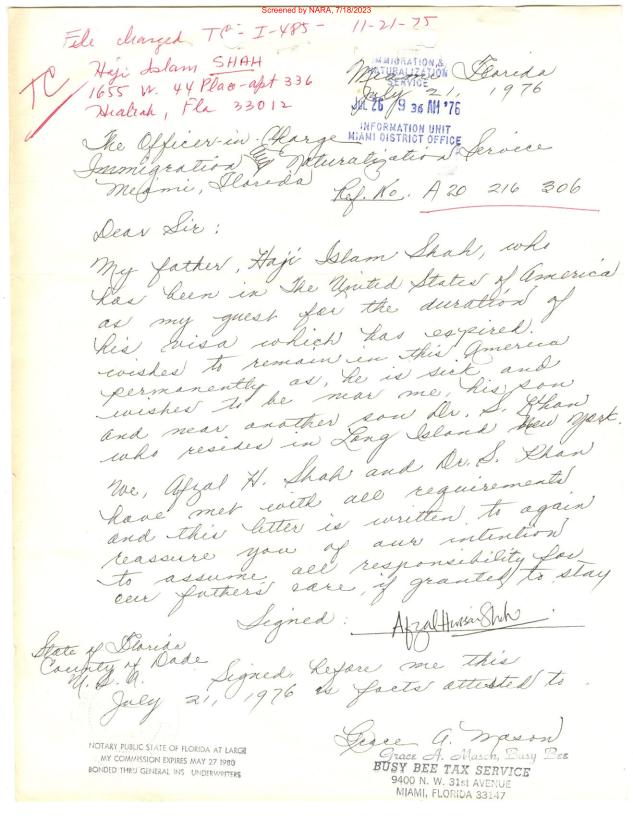 Screened by NARA, 7/18/2023
File charged TC - I-485 - 11-21-75
TC
Haji Islam SHAH
1655 W. 44 Place - apt 336
Hialiah, Fla 33012
Miami, Florida
July 21, 1976
IMMIGRATION &
NATURALIZATION
SERVICE
JUL 26 9 36 AM '76
INFORMATION UNIT
MIAMI DISTRICT OFFICE
The Officer-in-Charge
Immigration & Naturalization Service
Miami, Florida
Ref. No. A20 216 306
Dear Sir:
My father, Haji Islam Shah, who
has been in The United States of America
as my guest for the duration of
his visa which has expired.
wishes to remain in this America
permanently as, he is sick and
wishes to be near me, his son
and near another son Dr. S. Khan
who resides in Long Island New York.
We, Afzal H. Shah and Dr. S. Khan
have met with all requirements
and this letter is written to again
reassure you of our intention
to assume all responsibility for
our father's care, if granted to stay
Signed: Afzal Hussain Shah
State of Florida
County of Dade
U.S.A.
Signed before me this
July 21, 1976 as facts attested to.
Grace A. Mason
Grace A. Mason, Busy Bee
BUSY BEE TAX SERVICE
9400 N. W. 31st AVENUE
MIAMI, FLORIDA 33147
NOTARY PUBLIC STATE OF FLORIDA AT LARGE
MY COMMISSION EXPIRES MAY 27 1980
BONDED THRU GENERAL INS UNDERWRITERS